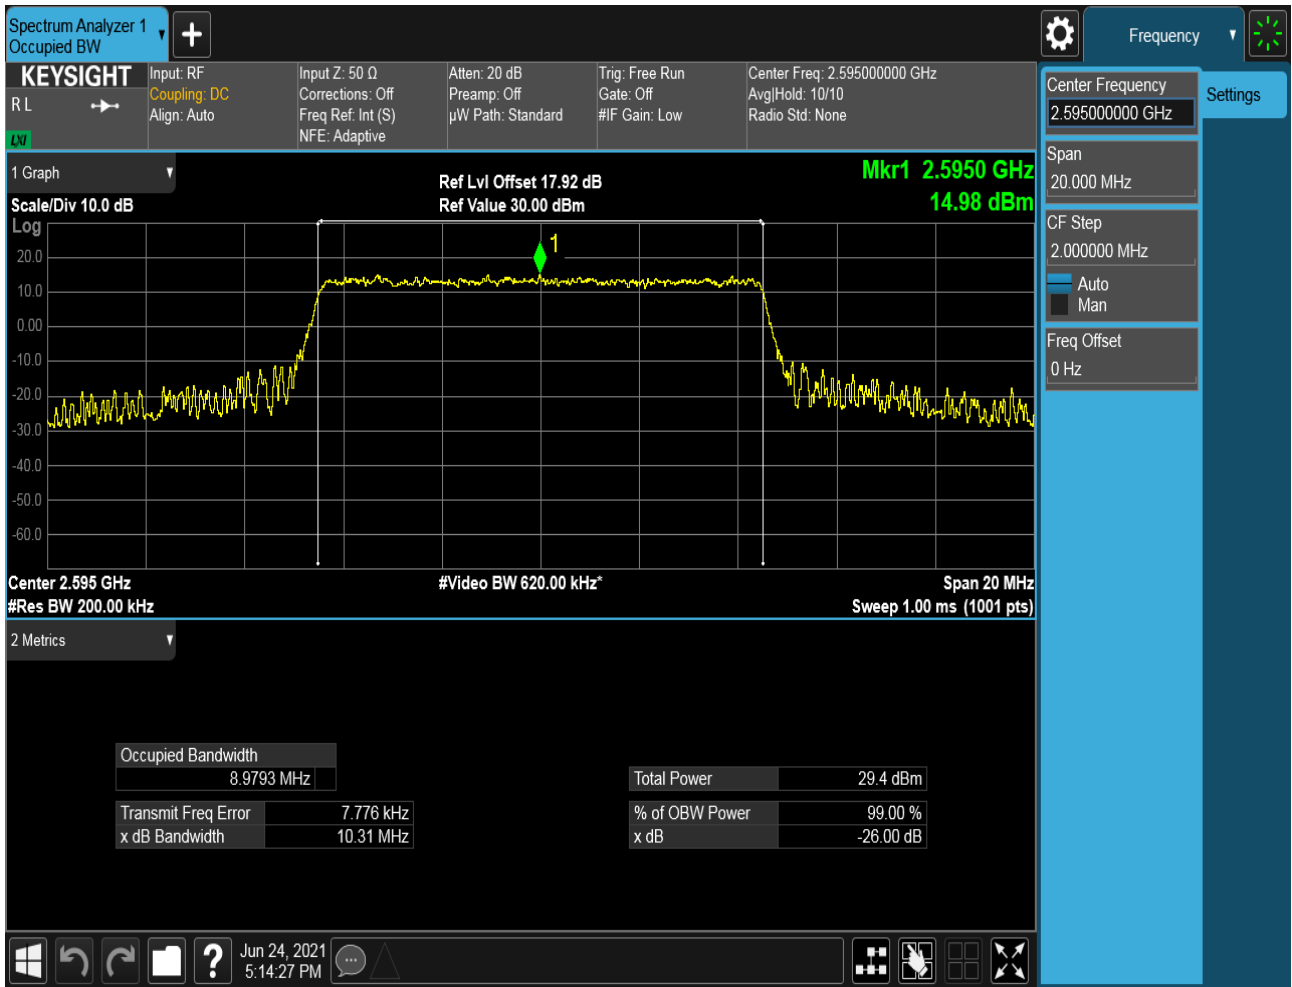 Spectrum Analyzer 1
Occupied BW
Frequency
KEYSIGHT
R L
LXI
Input: RF
Coupling: DC
Align: Auto
Input Z: 50 Ω
Corrections: Off
Freq Ref: Int (S)
NFE: Adaptive
Atten: 20 dB
Preamp: Off
µW Path: Standard
Trig: Free Run
Gate: Off
#IF Gain: Low
Center Freq: 2.595000000 GHz
Avg|Hold: 10/10
Radio Std: None
Center Frequency
2.595000000 GHz
Settings
Span
20.000 MHz
CF Step
2.000000 MHz
Auto
Man
Freq Offset
0 Hz
1 Graph
Scale/Div 10.0 dB
Ref Lvl Offset 17.92 dB
Ref Value 30.00 dBm
Mkr1 2.5950 GHz
14.98 dBm
Log
1
20.0
10.0
0.00
-10.0
-20.0
-30.0
-40.0
-50.0
-60.0
Center 2.595 GHz
#Video BW 620.00 kHz*
Span 20 MHz
#Res BW 200.00 kHz
Sweep 1.00 ms (1001 pts)
2 Metrics
Occupied Bandwidth
8.9793 MHz
Transmit Freq Error 7.776 kHz
x dB Bandwidth 10.31 MHz
Total Power 29.4 dBm
% of OBW Power 99.00 %
x dB -26.00 dB
?
Jun 24, 2021
5:14:27 PM